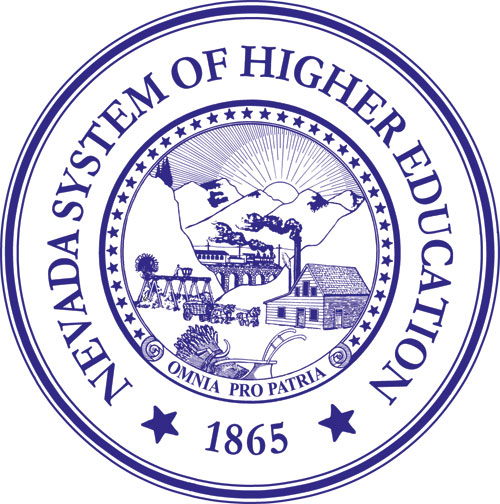 NEVADA SYSTEM OF HIGHER EDUCATION
OMNIA PRO PATRIA
1865